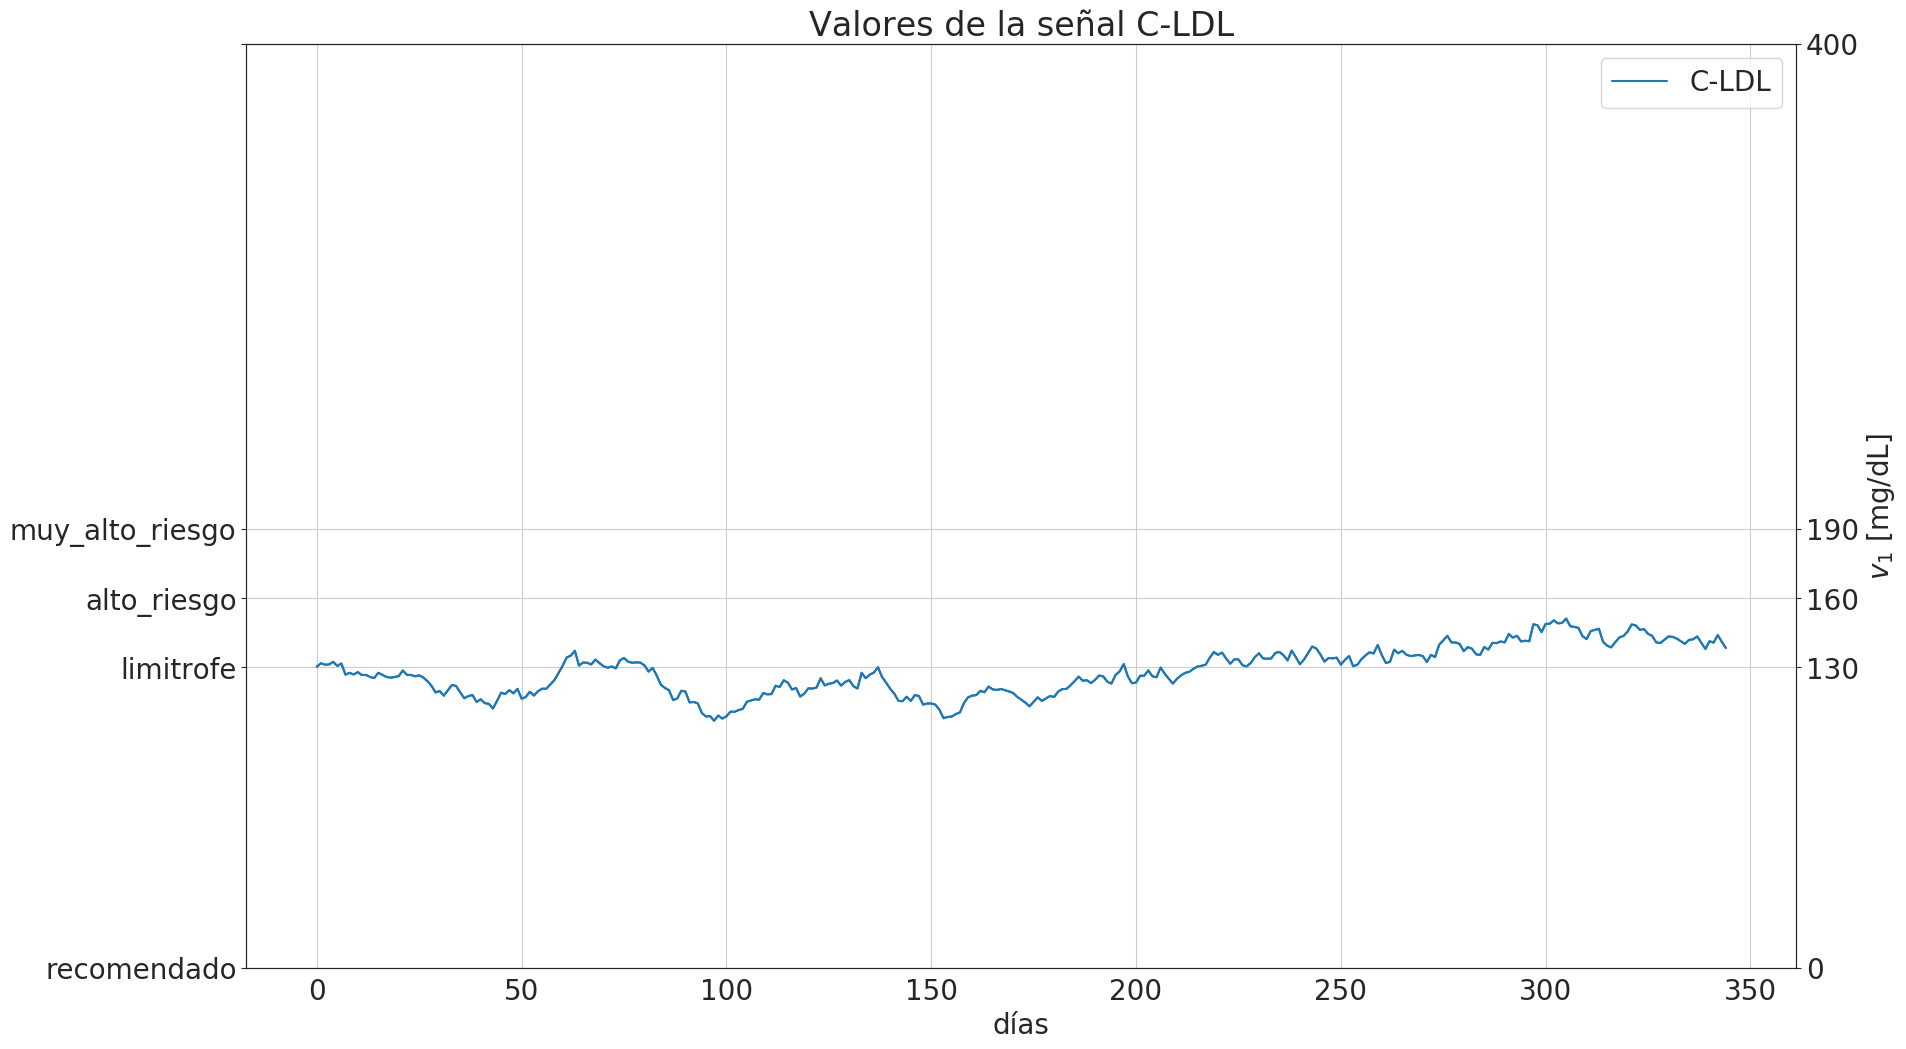 Valores de la señal C-LDL
C-LDL
400
muy_alto_riesgo
190
alto_riesgo
160
limitrofe
130
recomendado
0
v₁ [mg/dL]
0 50 100 150 200 250 300 350
días